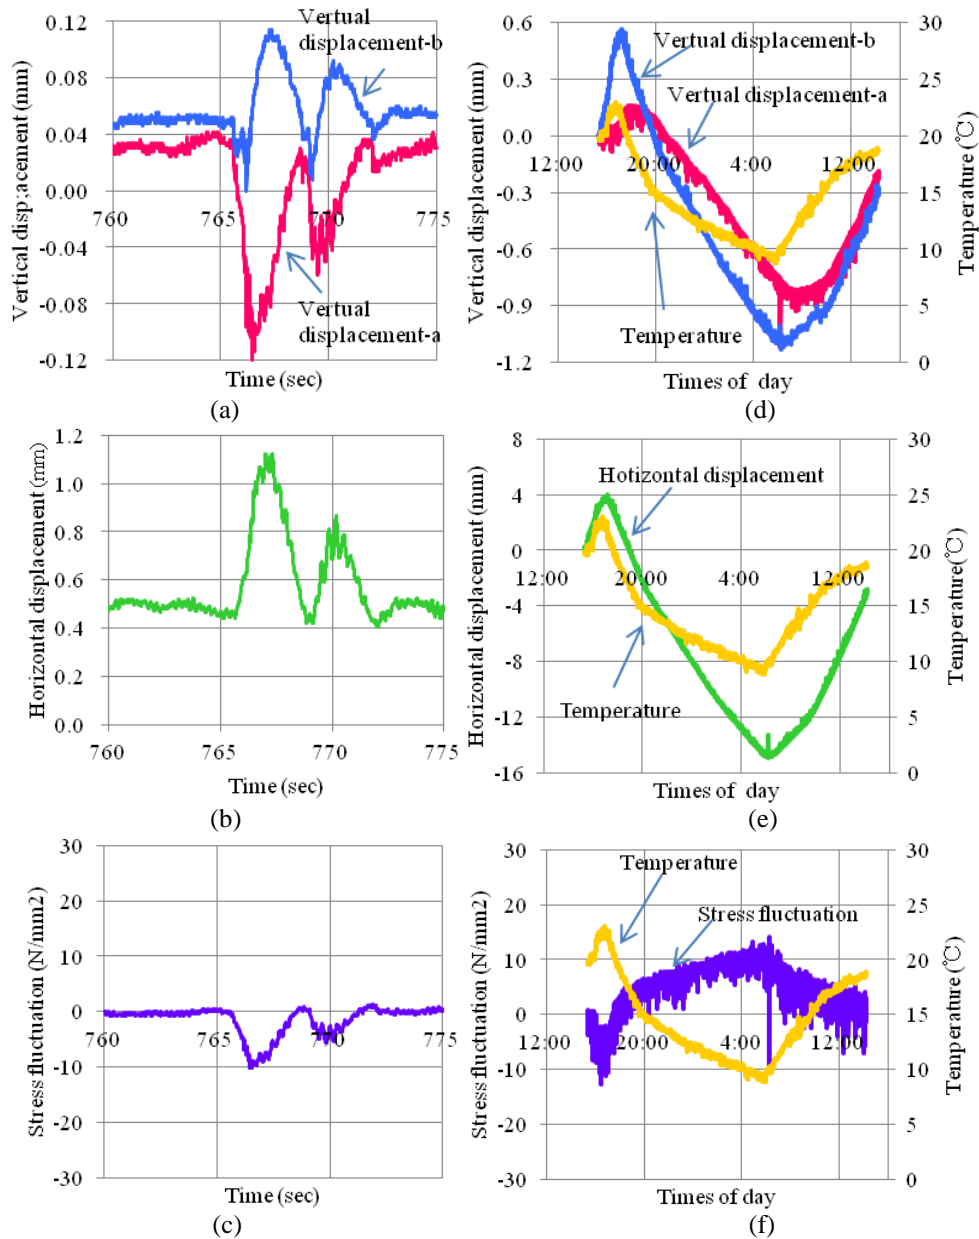 0.12
0.08
0.04
0.00
-0.04
-0.08
-0.12
Vertical disp;acement (mm)
Vertual
displacement-b
760
765
770
775
Vertual
displacement-a
Time (sec)
(a)
0.6
0.3
0.0
-0.3
-0.6
-0.9
-1.2
Vertical displacement (mm)
Vertual displacement-b
Vertual displacement-a
12:00
20:00
4:00
12:00
Temperature
30
25
20
15
10
5
0
Temperature(℃)
Times of day
(d)
1.2
1.0
0.8
0.6
0.4
0.2
0.0
Horizontal displacement (mm)
760
765
770
775
Time (sec)
(b)
8
4
0
-4
-8
-12
-16
Horizontal displacement (mm)
Hotizontal displacement
12:00
20:00
4:00
12:00
Temperature
30
25
20
15
10
5
0
Temperature(℃)
Times of day
(e)
30
20
10
0
-10
-20
-30
Stress fluctuation (N/mm2)
760
765
770
775
Time (sec)
(c)
30
20
10
0
-10
-20
-30
Stress fluctuation (N/mm2)
Temperature
Stress fluctuation
12:00
20:00
4:00
12:00
30
25
20
15
10
5
0
Temperature (℃)
Times of day
(f)